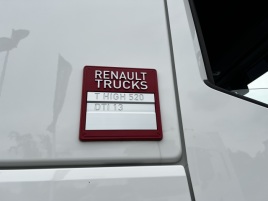 RENAULT
TRUCKS
T HIGH 520
DTI 13